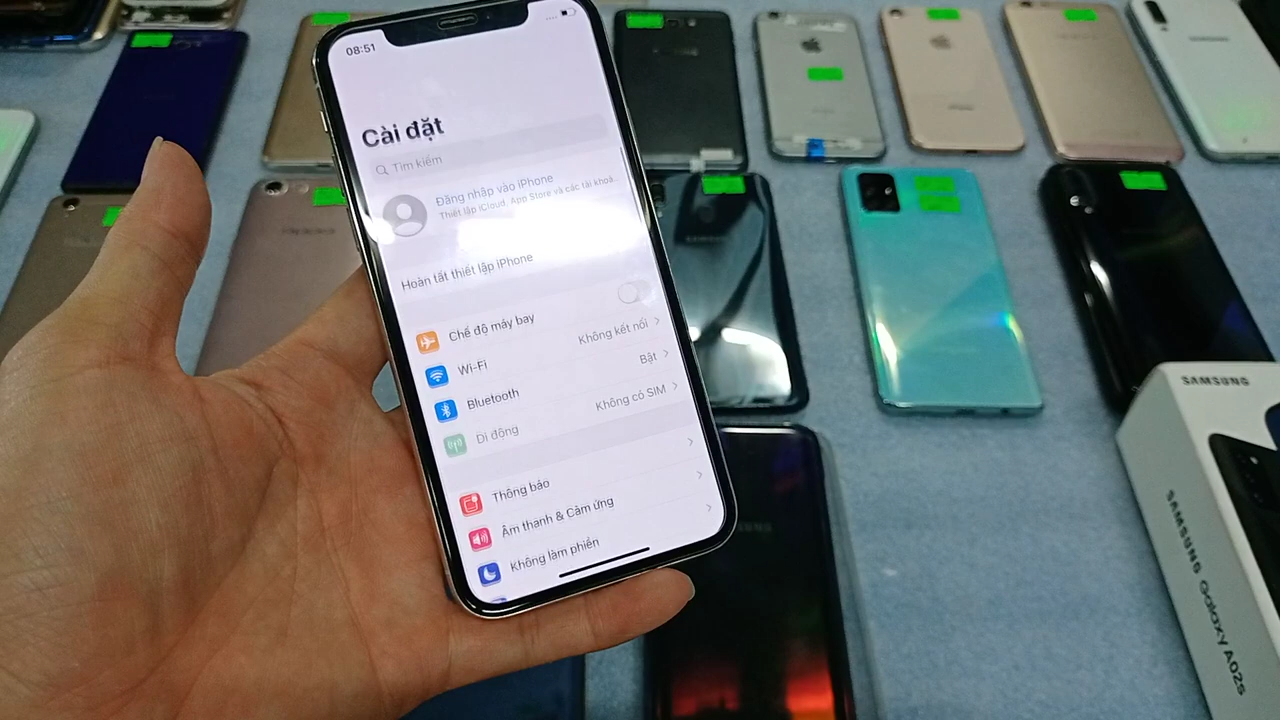 08:51
Cài đặt
Tìm kiếm
Đăng nhập vào iPhone
Thiết lập iCloud, App Store và các tài khoả...
Hoàn tất thiết lập iPhone
Chế độ máy bay
Wi-Fi Không kết nối
Bluetooth Bật
Di động Không có SIM
Thông báo
Âm thanh & Cảm ứng
Không làm phiền
SAMSUNG
SAMSUNG Galaxy A02s